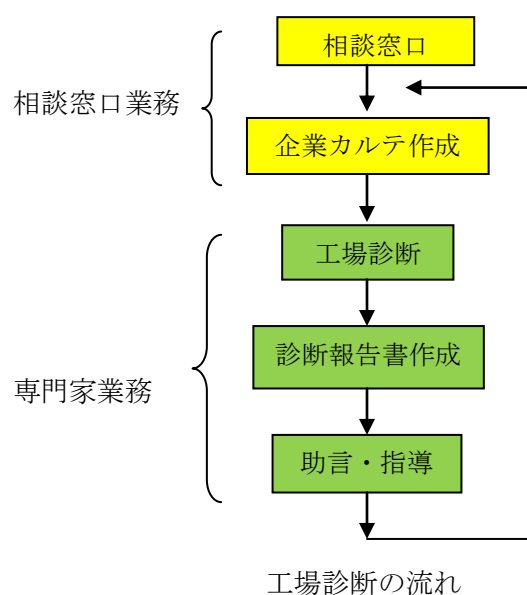 相談窓口
相談窓口業務
企業カルテ作成
工場診断
診断報告書作成
専門家業務
助言・指導
工場診断の流れ